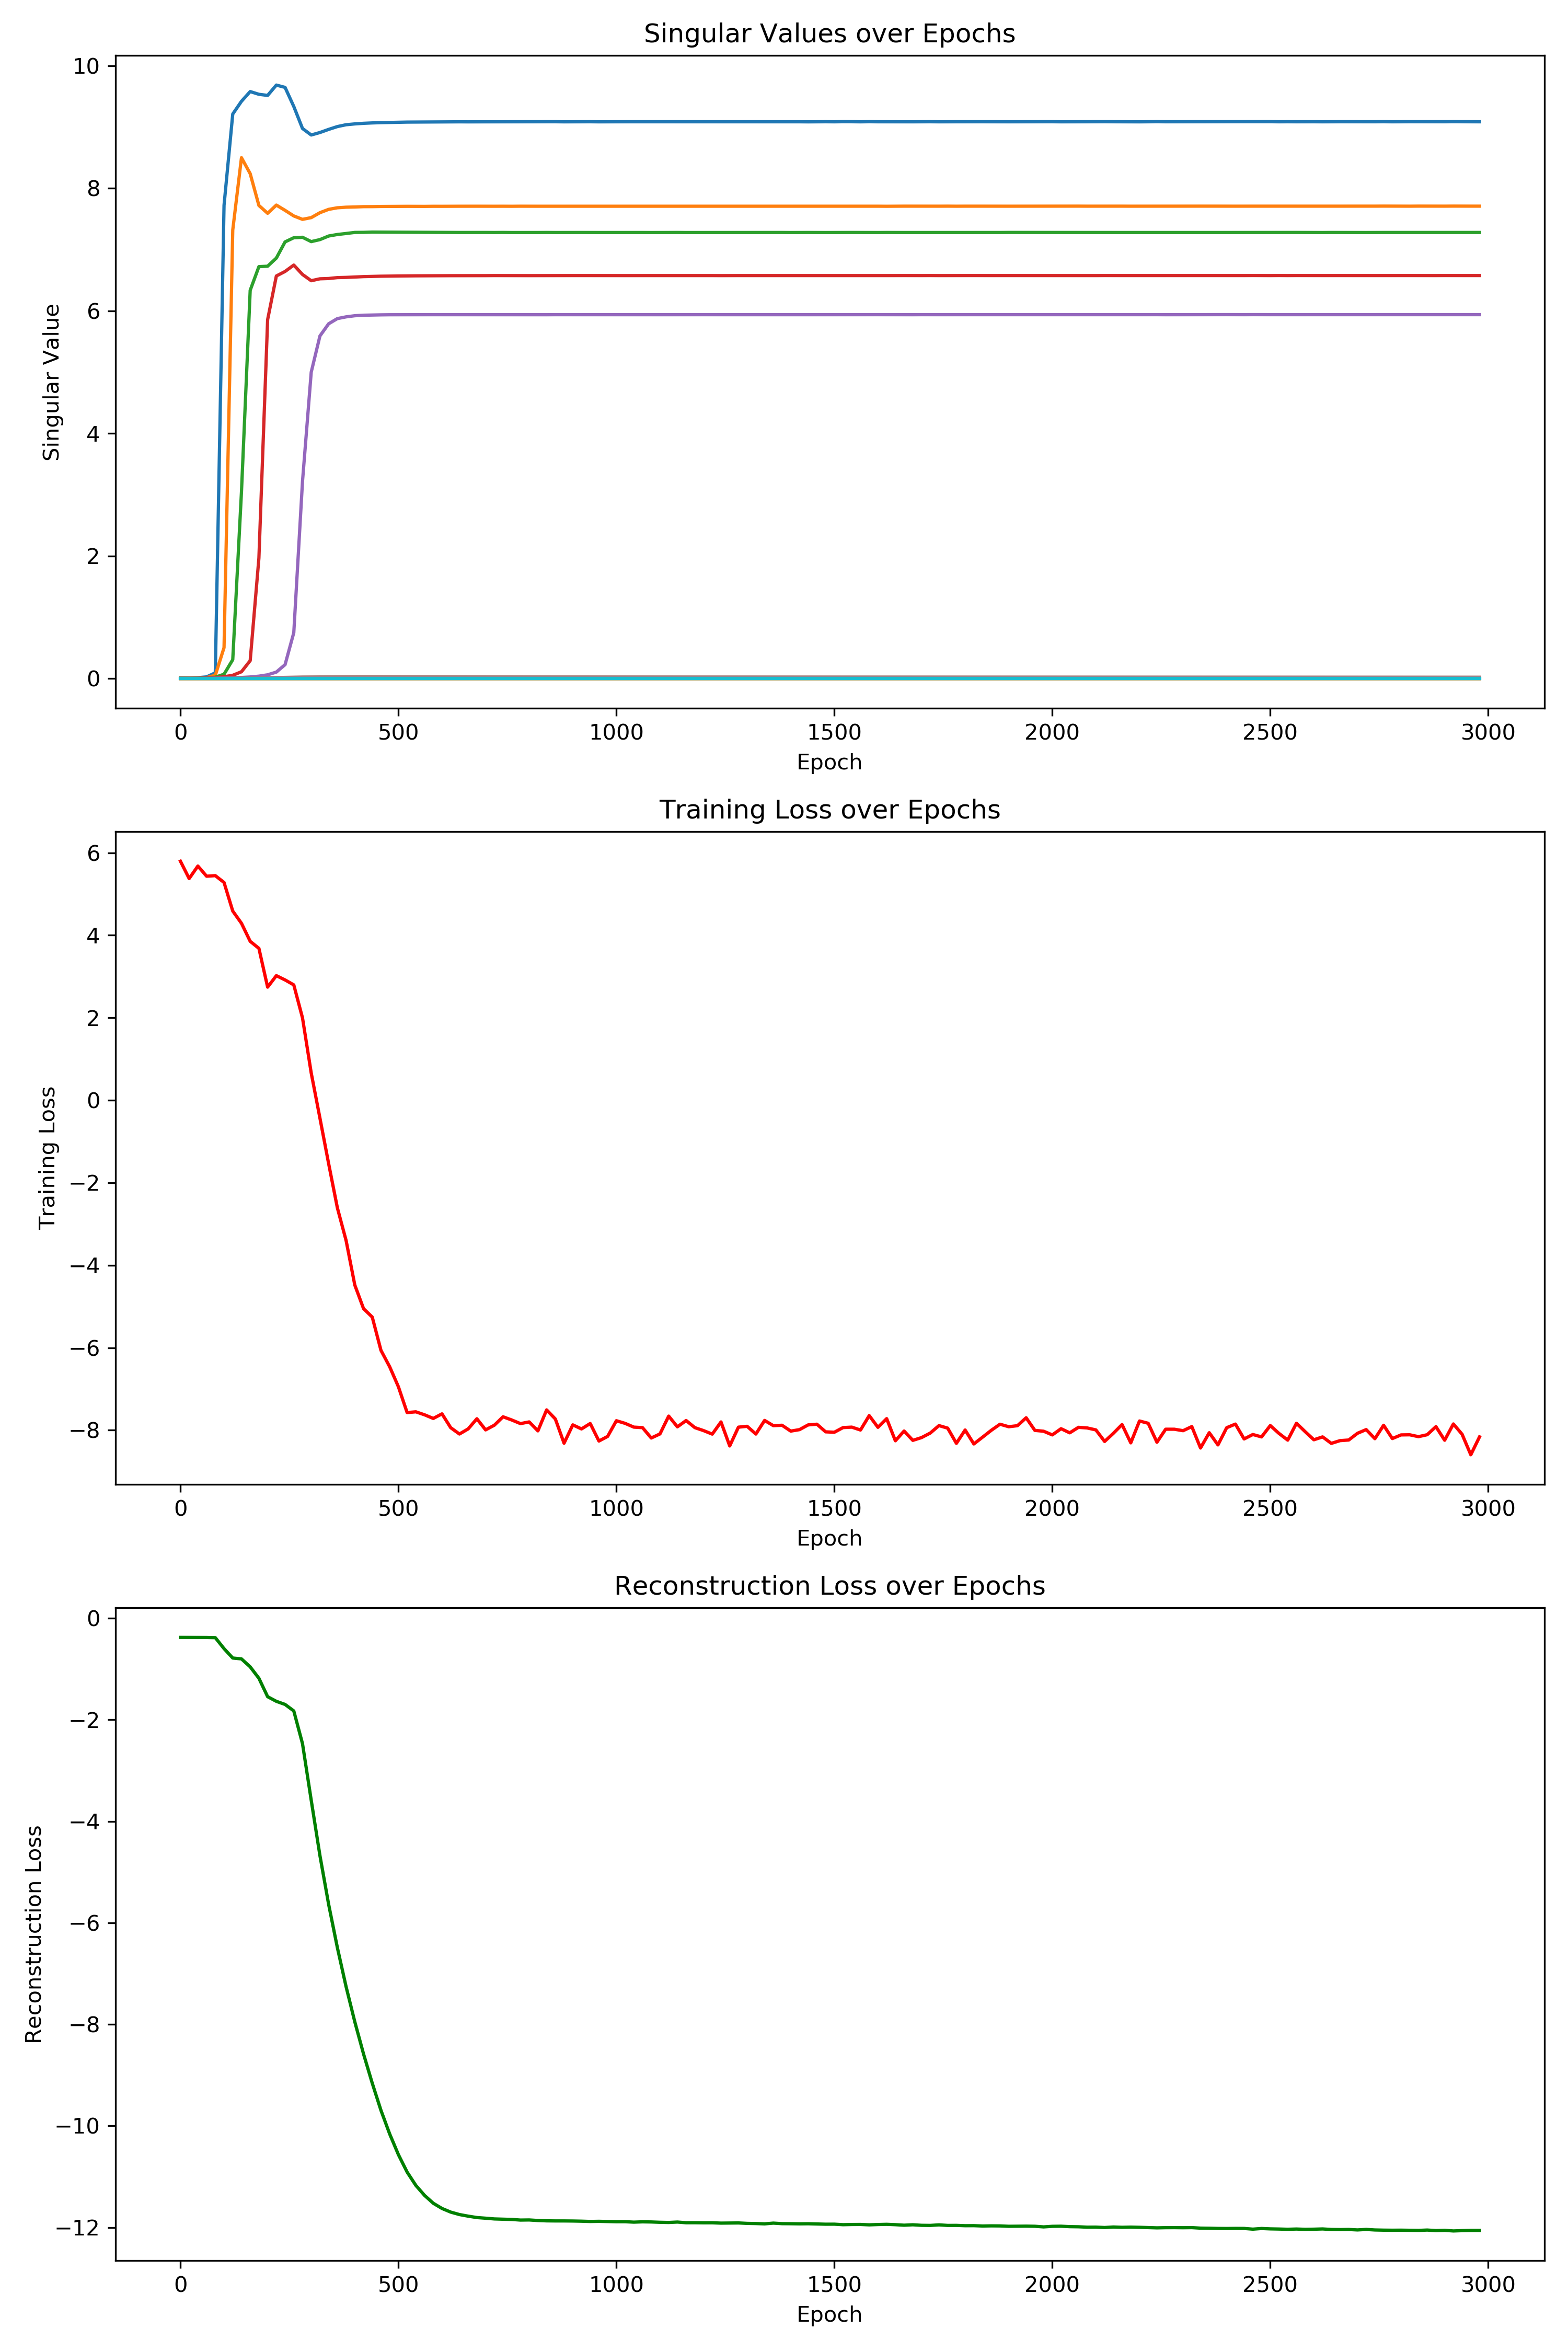 Singular Values over Epochs
10
8
6
4
2
0
Singular Value
0 500 1000 1500 2000 2500 3000
Epoch
Training Loss over Epochs
6
4
2
0
−2
−4
−6
−8
Training Loss
0 500 1000 1500 2000 2500 3000
Epoch
Reconstruction Loss over Epochs
0
−2
−4
−6
−8
−10
−12
Reconstruction Loss
0 500 1000 1500 2000 2500 3000
Epoch